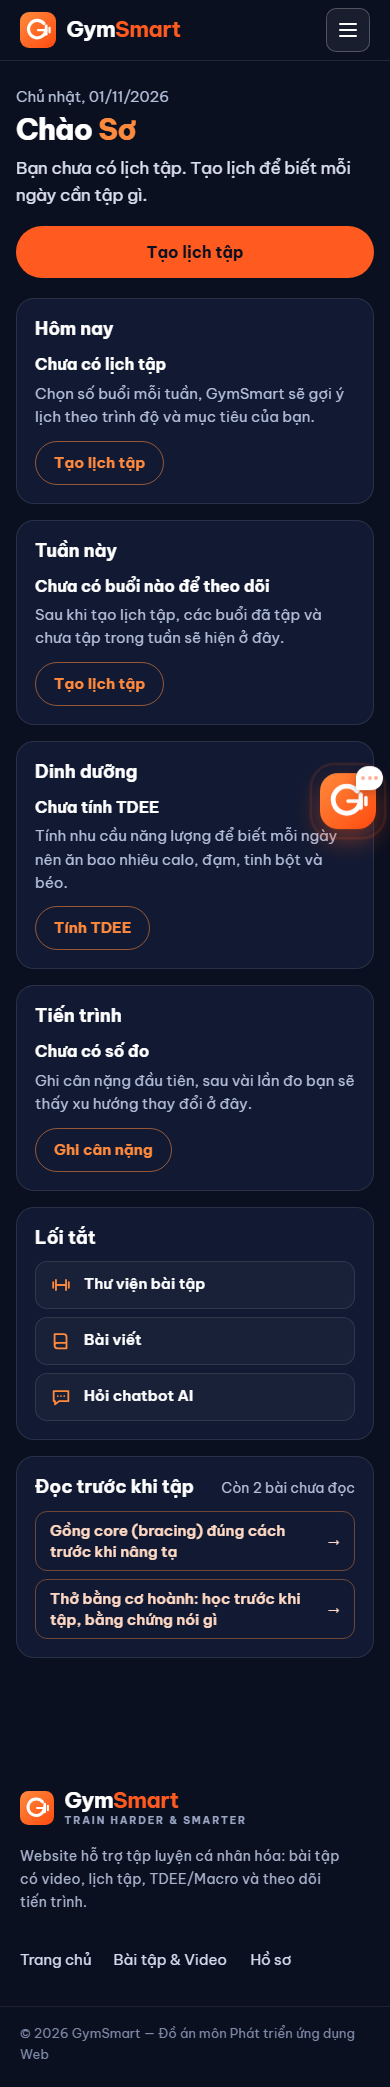 GymSmart
Chủ nhật, 01/11/2026
Chào Sơ
Bạn chưa có lịch tập. Tạo lịch để biết mỗi
ngày cần tập gì.
Tạo lịch tập
Hôm nay
Chưa có lịch tập
Chọn số buổi mỗi tuần, GymSmart sẽ gợi ý
lịch theo trình độ và mục tiêu của bạn.
Tạo lịch tập
Tuần này
Chưa có buổi nào để theo dõi
Sau khi tạo lịch tập, các buổi đã tập và
chưa tập trong tuần sẽ hiện ở đây.
Tạo lịch tập
Dinh dưỡng
Chưa tính TDEE
Tính nhu cầu năng lượng để biết mỗi ngày
nên ăn bao nhiêu calo, đạm, tinh bột và
béo.
Tính TDEE
Tiến trình
Chưa có số đo
Ghi cân nặng đầu tiên, sau vài lần đo bạn sẽ
thấy xu hướng thay đổi ở đây.
Ghi cân nặng
Lối tắt
Thư viện bài tập
Bài viết
Hỏi chatbot AI
Đọc trước khi tập Còn 2 bài chưa đọc
Gồng core (bracing) đúng cách
trước khi nâng tạ →
Thở bằng cơ hoành: học trước khi
tập, bằng chứng nói gì →
GymSmart
TRAIN HARDER & SMARTER
Website hỗ trợ tập luyện cá nhân hóa: bài tập
có video, lịch tập, TDEE/Macro và theo dõi
tiến trình.
Trang chủ Bài tập & Video Hồ sơ
© 2026 GymSmart — Đồ án môn Phát triển ứng dụng
Web